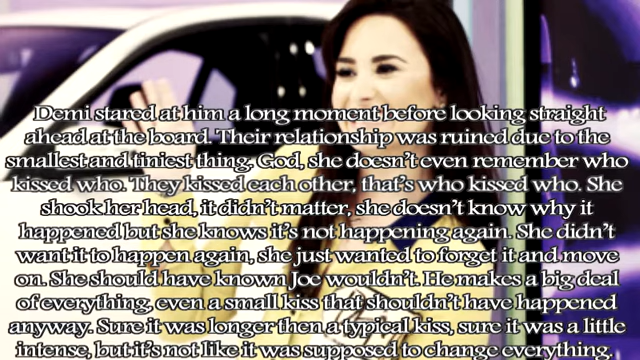 Demi stared at him a long moment before looking straight
ahead at the board. Their relationship was ruined due to the
smallest and tiniest thing. God, she doesn't even remember who
kissed who. They kissed each other, that's who kissed who. She
shook her head, it didn't matter, she doesn't know why it
happened but she knows it's not happening again. She didn't
want it to happen again, she just wanted to forget it and move
on. She should have known Joe wouldn't. He makes a big deal
of everything, even a small kiss that shouldn't have happened
anyway. Sure it was longer then a typical kiss, sure it was a little
intense, but it's not like it was supposed to change everything.